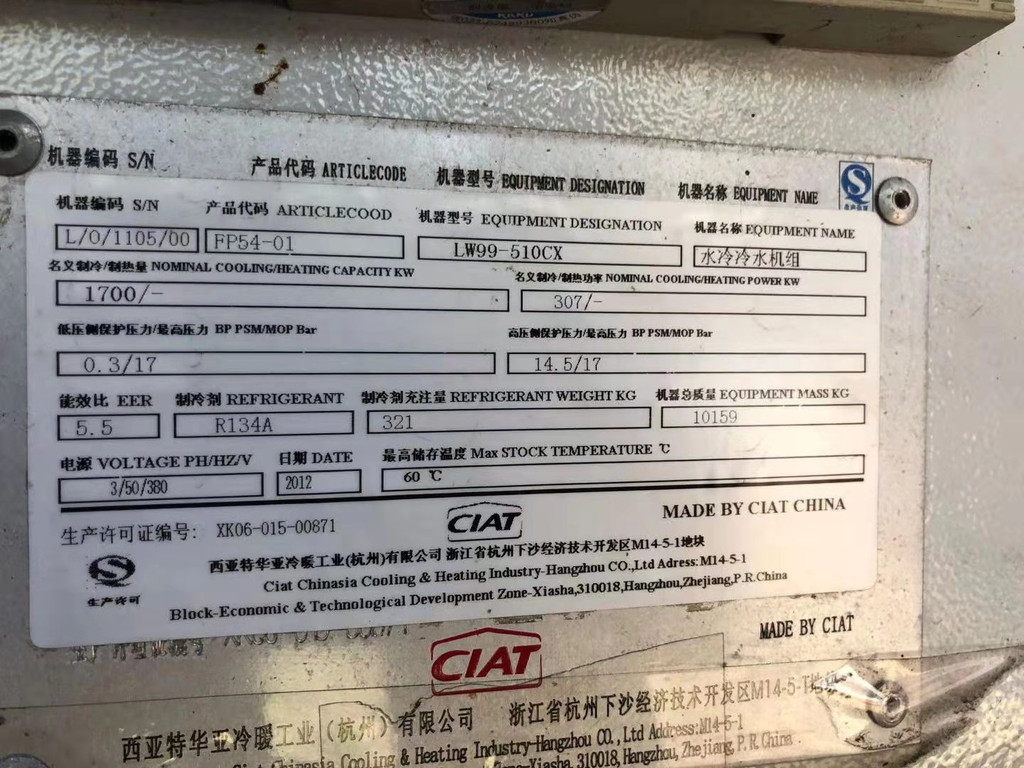 机器编码 S/N 产品代码 ARTICLECODE 机器型号 EQUIPMENT DESIGNATION 机器名称 EQUIPMENT NAME
机器编码 S/N 产品代码 ARTICLECOOD 机器型号 EQUIPMENT DESIGNATION 机器名称 EQUIPMENT NAME
L/O/1105/00 FP54-01 LW99-510CX 水冷冷水机组
名义制冷/制热量 NOMINAL COOLING/HEATING CAPACITY KW 名义制冷/制热功率 NOMINAL COOLING/HEATING POWER KW
1700/- 307/-
低压侧保护压力/最高压力 BP PSM/MOP Bar 高压侧保护压力/最高压力 BP PSM/MOP Bar
0.3/17 14.5/17
能效比 EER 制冷剂 REFRIGERANT 制冷剂充注量 REFRIGERANT WEIGHT KG 机器总质量 EQUIPMENT MASS KG
5.5 R134A 321 10159
电源 VOLTAGE PH/HZ/V 日期 DATE 最高储存温度 Max STOCK TEMPERATURE ℃
3/50/380 2012 60 ℃
生产许可证编号: XK06-015-00871 CIAT MADE BY CIAT CHINA
西亚特华亚冷暖工业(杭州)有限公司 浙江省杭州下沙经济技术开发区M14-5-1地块
Ciat Chinasia Cooling & Heating Industry-Hangzhou CO.,Ltd Adress:M14-5-1
生产许可
Block-Economic & Technological Development Zone-Xiasha,310018,Hangzhou,Zhejiang,P.R.China
CIAT MADE BY CIAT
西亚特华亚冷暖工业(杭州)有限公司 浙江省杭州下沙经济技术开发区M14-5-1地块
Ciat Chinasia Cooling & Heating Industry-Hangzhou CO.,Ltd Address:M14-5-1
Zone-Xiasha, 310018, Hangzhou, Zhejiang, P.R.China